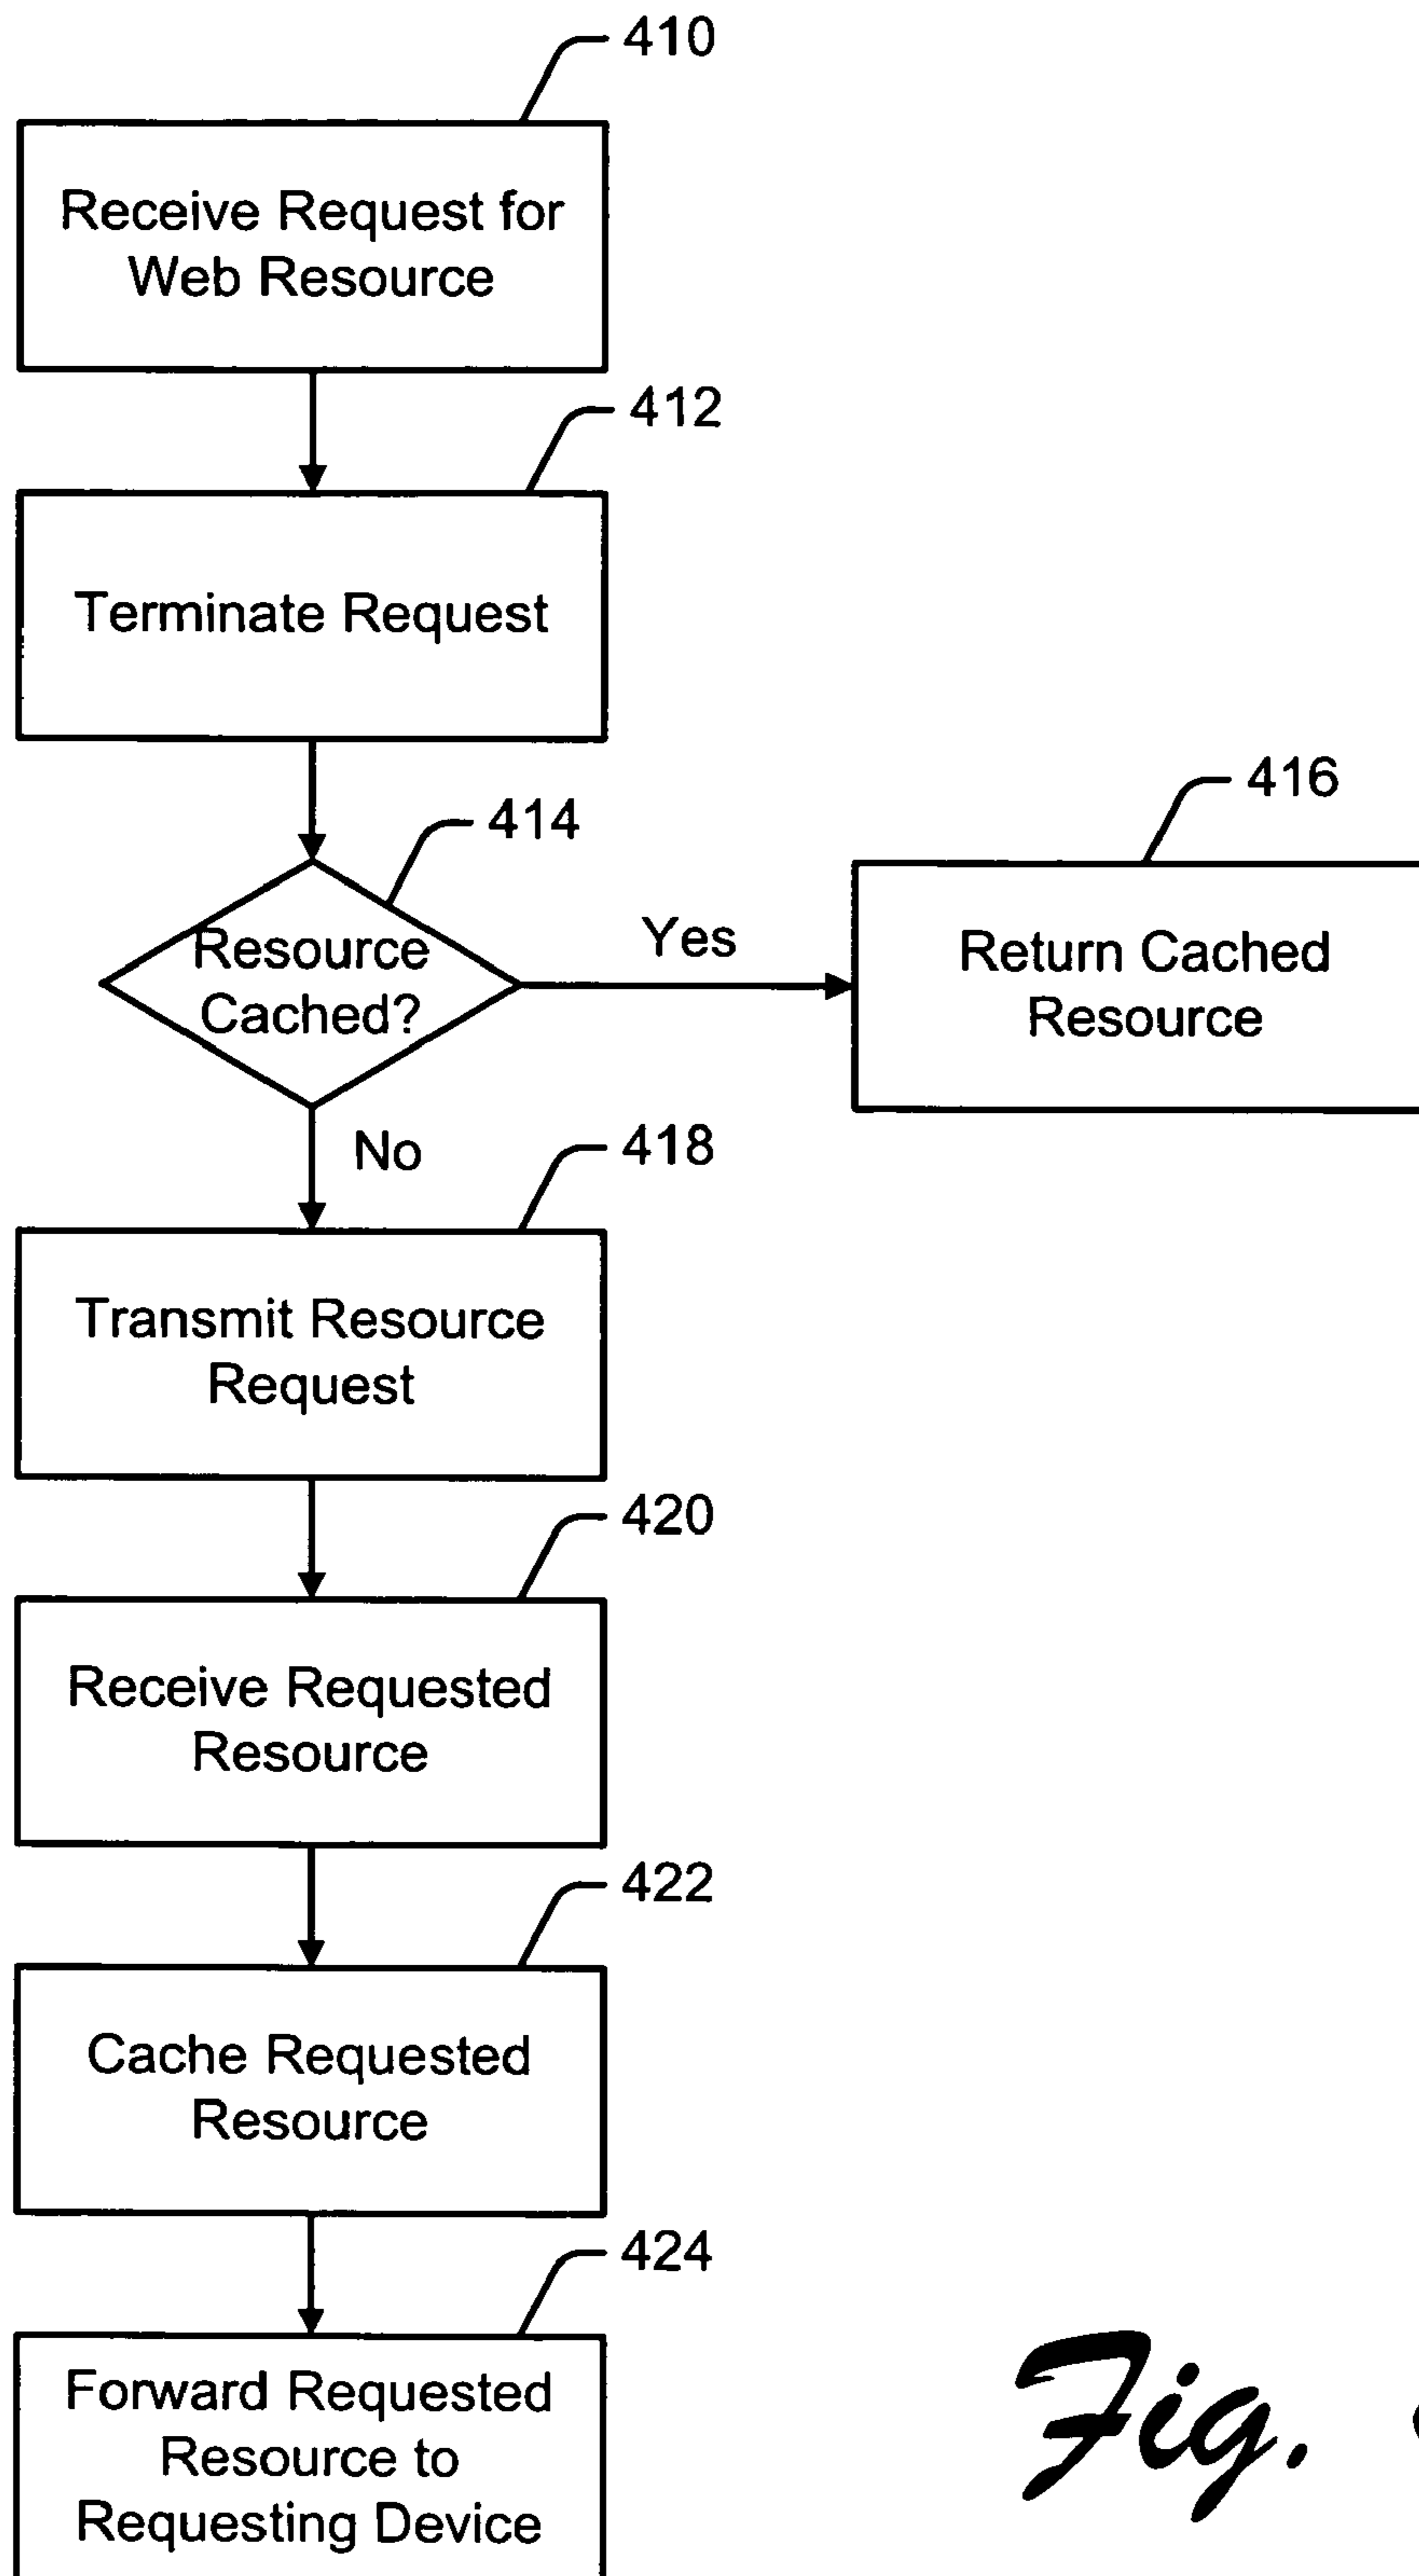 410
Receive Request for
Web Resource
412
Terminate Request
414
Resource
Cached?
Yes
416
Return Cached
Resource
No
418
Transmit Resource
Request
420
Receive Requested
Resource
422
Cache Requested
Resource
424
Forward Requested
Resource to
Requesting Device
Fig.